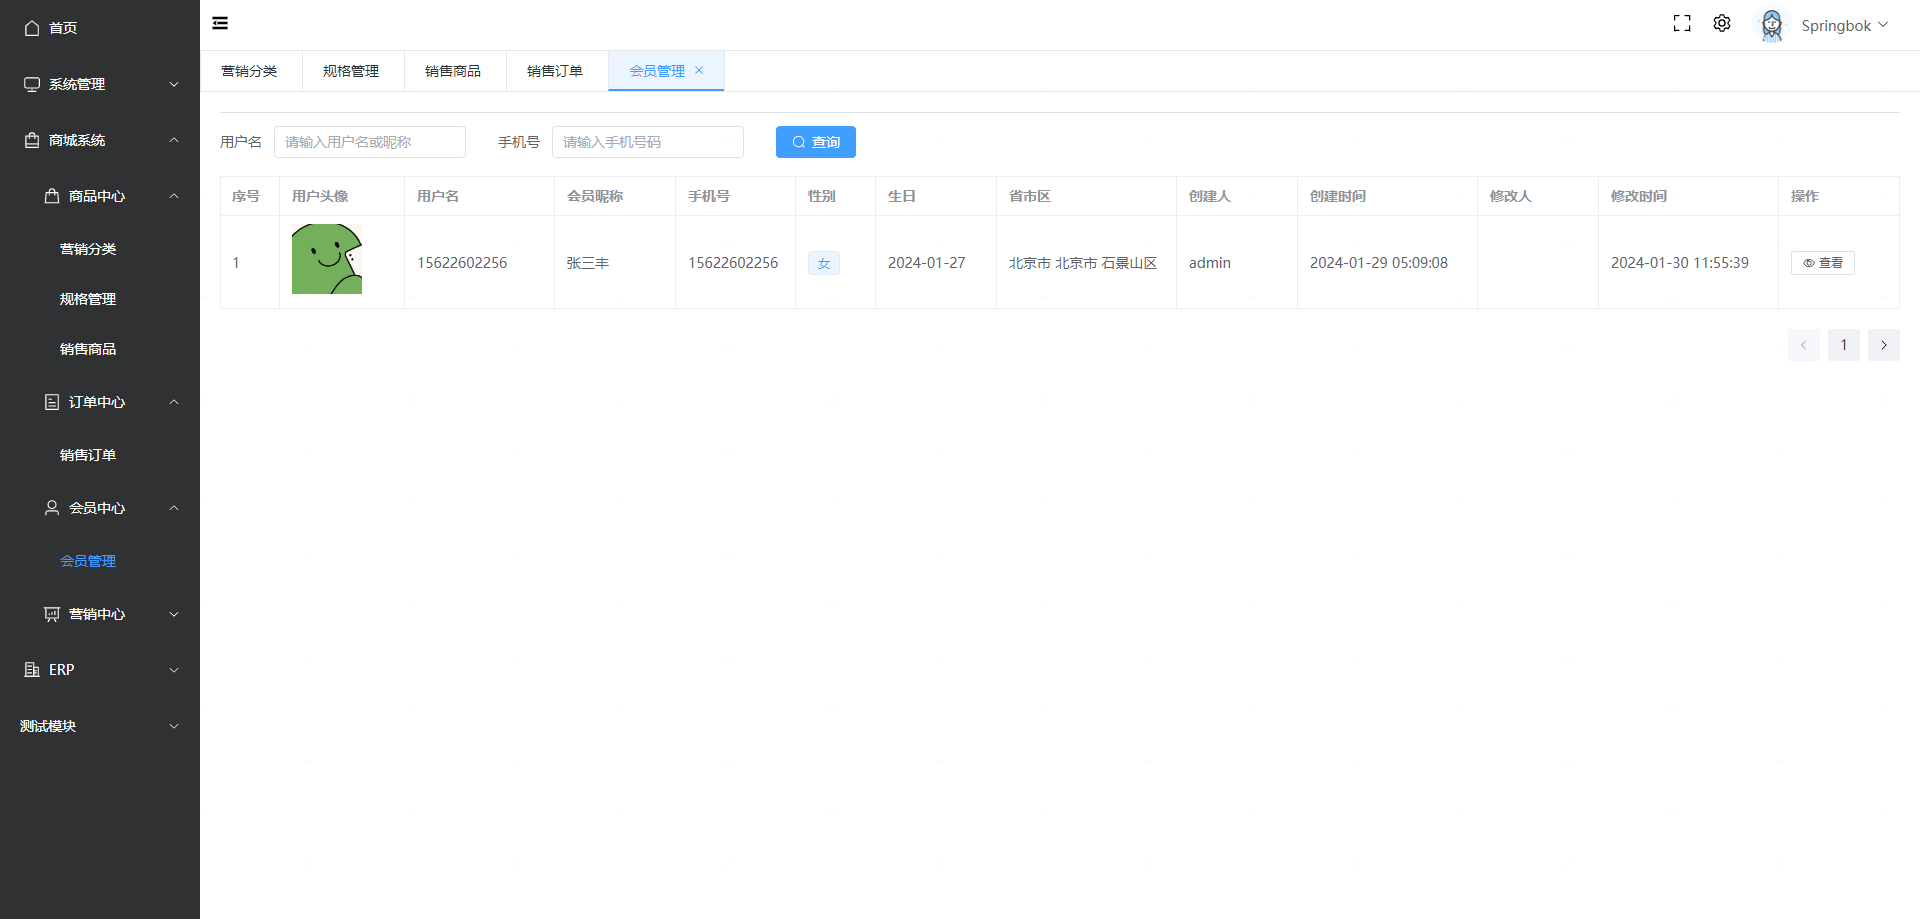 首页
系统管理
商城系统
商品中心
营销分类
规格管理
销售商品
订单中心
销售订单
会员中心
会员管理
营销中心
ERP
测试模块
Springbok
营销分类 规格管理 销售商品 销售订单 会员管理
用户名 请输入用户名或昵称 手机号 请输入手机号码 查询
序号 用户头像 用户名 会员昵称 手机号 性别 生日 省市区 创建人 创建时间 修改人 修改时间 操作
1 15622602256 张三丰 15622602256 女 2024-01-27 北京市 北京市 石景山区 admin 2024-01-29 05:09:08 2024-01-30 11:55:39 查看
1